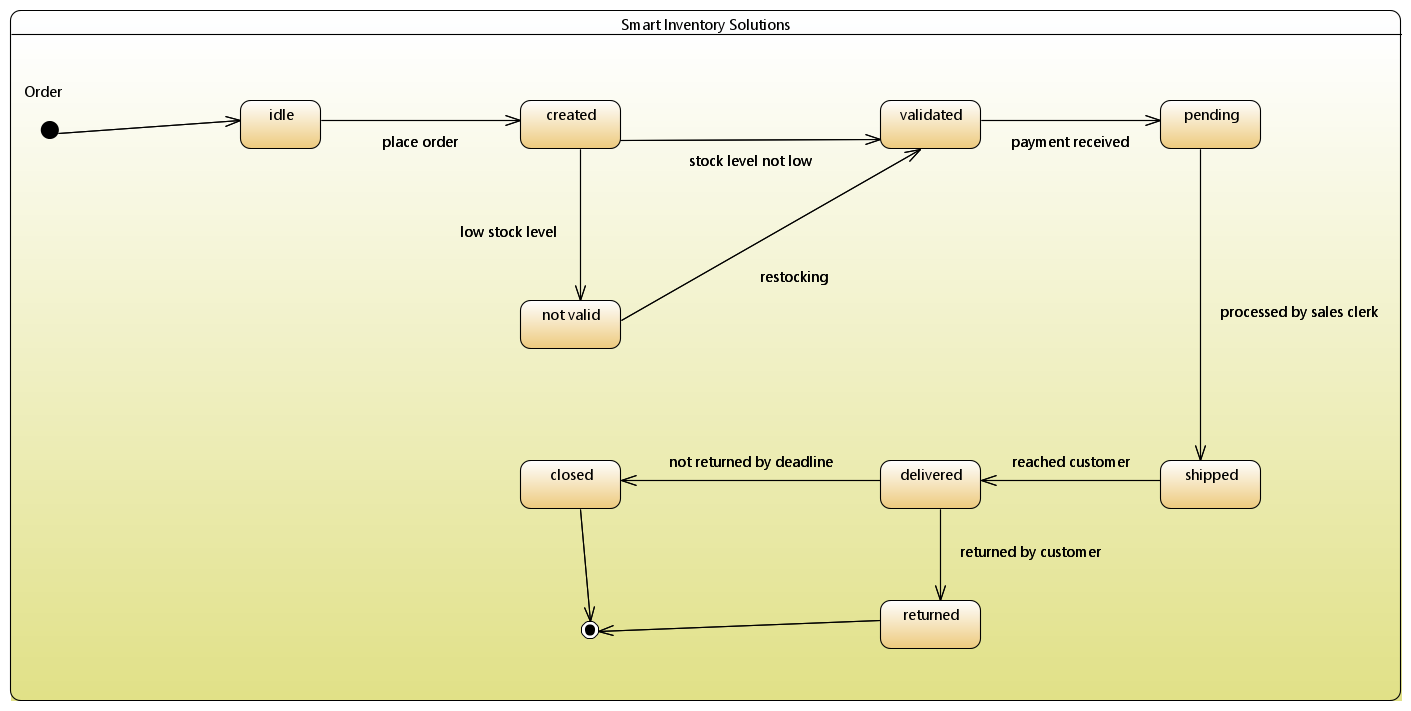 Smart Inventory Solutions
Order
idle
created
validated
pending
place order
stock level not low
payment received
low stock level
restocking
not valid
processed by sales clerk
closed
not returned by deadline
delivered
reached customer
shipped
returned by customer
returned